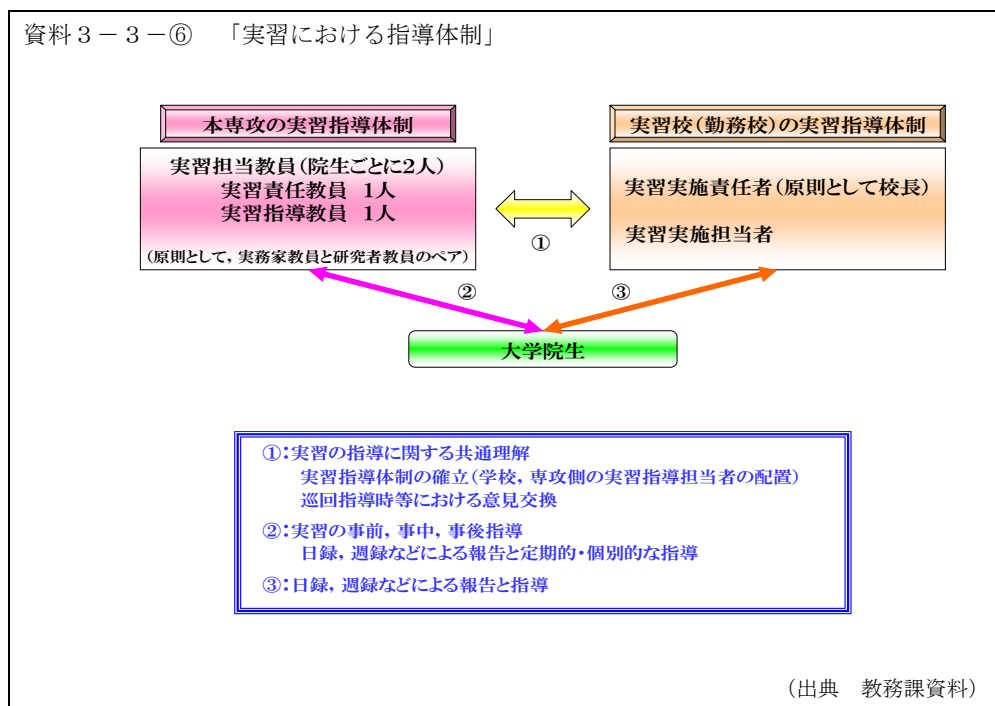 資料３－３－⑥　「実習における指導体制」
本専攻の実習指導体制
実習担当教員（院生ごとに２人）
実習責任教員　１人
実習指導教員　１人
（原則として，実務家教員と研究者教員のペア）
実習校（勤務校）の実習指導体制
実習実施責任者（原則として校長）
実習実施担当者
①
②
③
大学院生
①：実習の指導に関する共通理解
実習指導体制の確立（学校，専攻側の実習指導担当者の配置）
巡回指導時等における意見交換
②：実習の事前，事中，事後指導
日録，週録などによる報告と定期的・個別的な指導
③：日録，週録などによる報告と指導
（出典　教務課資料）